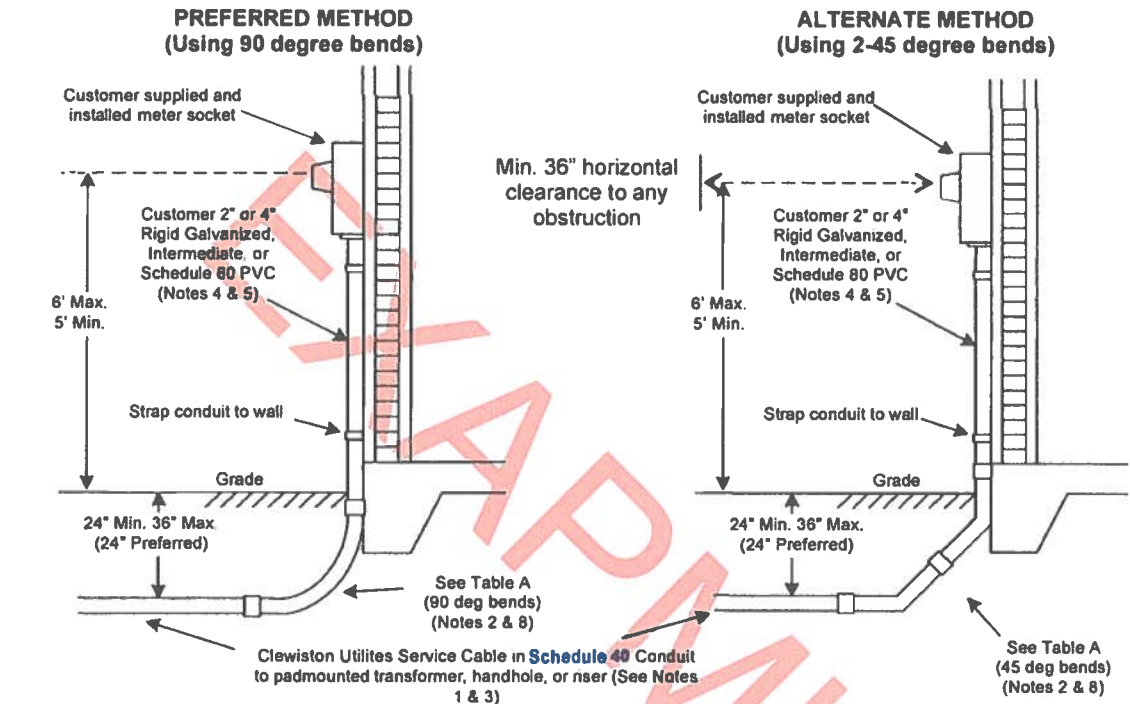 PREFERRED METHOD
(Using 90 degree bends)
Customer supplied and
installed meter socket
Customer 2" or 4"
Rigid Galvanized,
Intermediate, or
Schedule 80 PVC
(Notes 4 & 5)
6' Max.
5' Min.
Strap conduit to wall
Grade
24" Min. 36" Max.
(24" Preferred)
See Table A
(90 deg bends)
(Notes 2 & 8)
Min. 36" horizontal
clearance to any
obstruction
ALTERNATE METHOD
(Using 2-45 degree bends)
Customer supplied and
installed meter socket
Customer 2" or 4"
Rigid Galvanized,
Intermediate, or
Schedule 80 PVC
(Notes 4 & 5)
6' Max.
5' Min.
Strap conduit to wall
Grade
24" Min. 36" Max.
(24" Preferred)
See Table A
(45 deg bends)
(Notes 2 & 8)
Clewiston Utilites Service Cable in Schedule 40 Conduit
to padmounted transformer, handhole, or riser (See Notes
1 & 3)